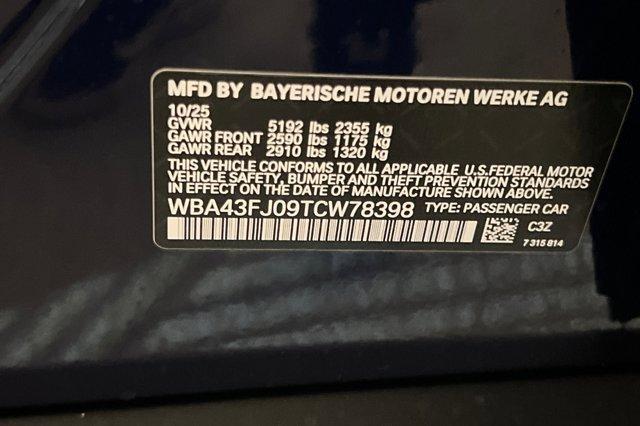 MFD BY BAYERISCHE MOTOREN WERKE AG
10/25
GVWR 5192 lbs 2355 kg
GAWR FRONT 2590 lbs 1175 kg
GAWR REAR 2910 lbs 1320 kg
THIS VEHICLE CONFORMS TO ALL APPLICABLE U.S.FEDERAL MOTOR
VEHICLE SAFETY, BUMPER AND THEFT PREVENTION STANDARDS
IN EFFECT ON THE DATE OF MANUFACTURE SHOWN ABOVE.
WBA43FJ09TCW78398 TYPE: PASSENGER CAR
C3Z
7 315 814